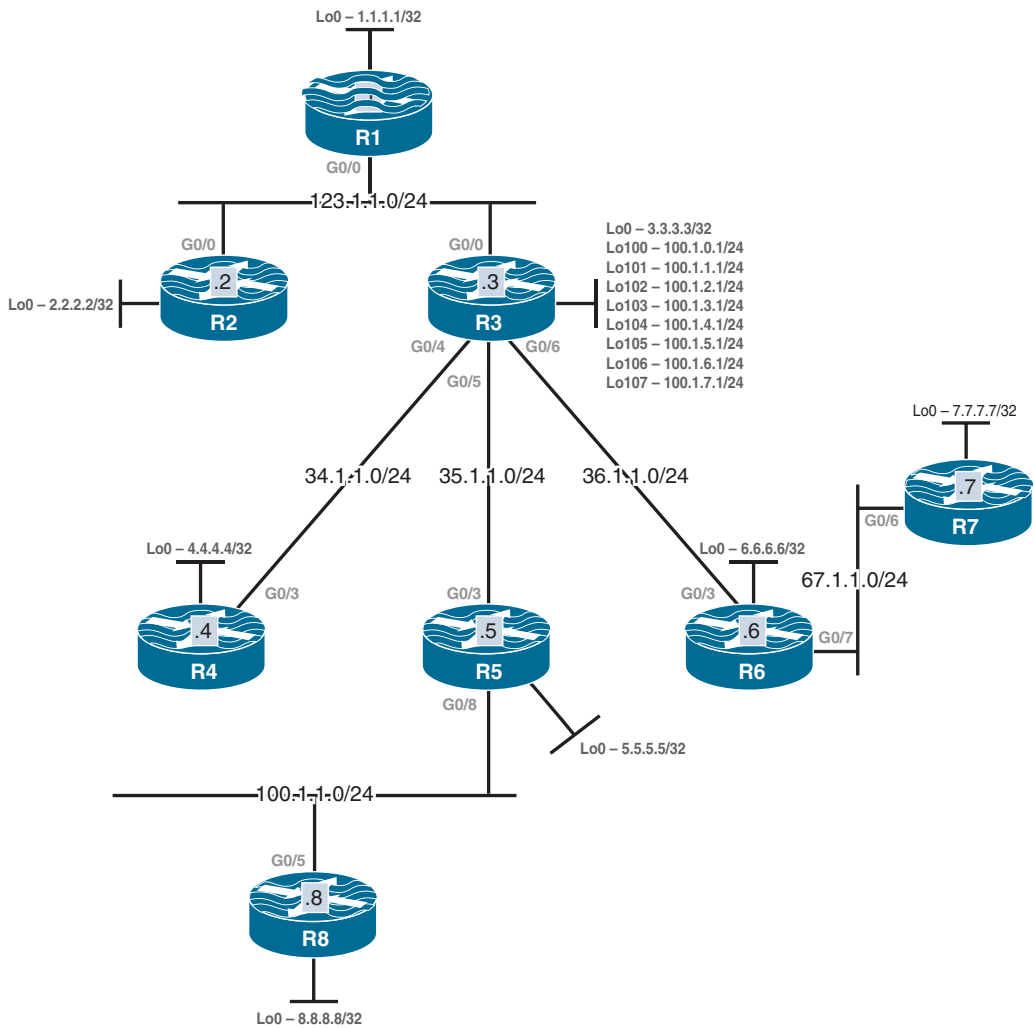 Lo0 – 1.1.1.1/32
R1
G0/0
123.1.1.0/24
G0/0
.2
R2
Lo0 – 2.2.2.2/32
G0/0
.3
R3
Lo0 – 3.3.3.3/32
Lo100 – 100.1.0.1/24
Lo101 – 100.1.1.1/24
Lo102 – 100.1.2.1/24
Lo103 – 100.1.3.1/24
Lo104 – 100.1.4.1/24
Lo105 – 100.1.5.1/24
Lo106 – 100.1.6.1/24
Lo107 – 100.1.7.1/24
G0/4
G0/5
G0/6
34.1.1.0/24
35.1.1.0/24
36.1.1.0/24
Lo0 – 7.7.7.7/32
.7
R7
G0/6
67.1.1.0/24
Lo0 – 4.4.4.4/32
G0/3
.4
R4
G0/3
.5
R5
G0/8
Lo0 – 5.5.5.5/32
Lo0 – 6.6.6.6/32
G0/3
.6
R6
G0/7
100.1.1.0/24
G0/5
.8
R8
Lo0 – 8.8.8.8/32